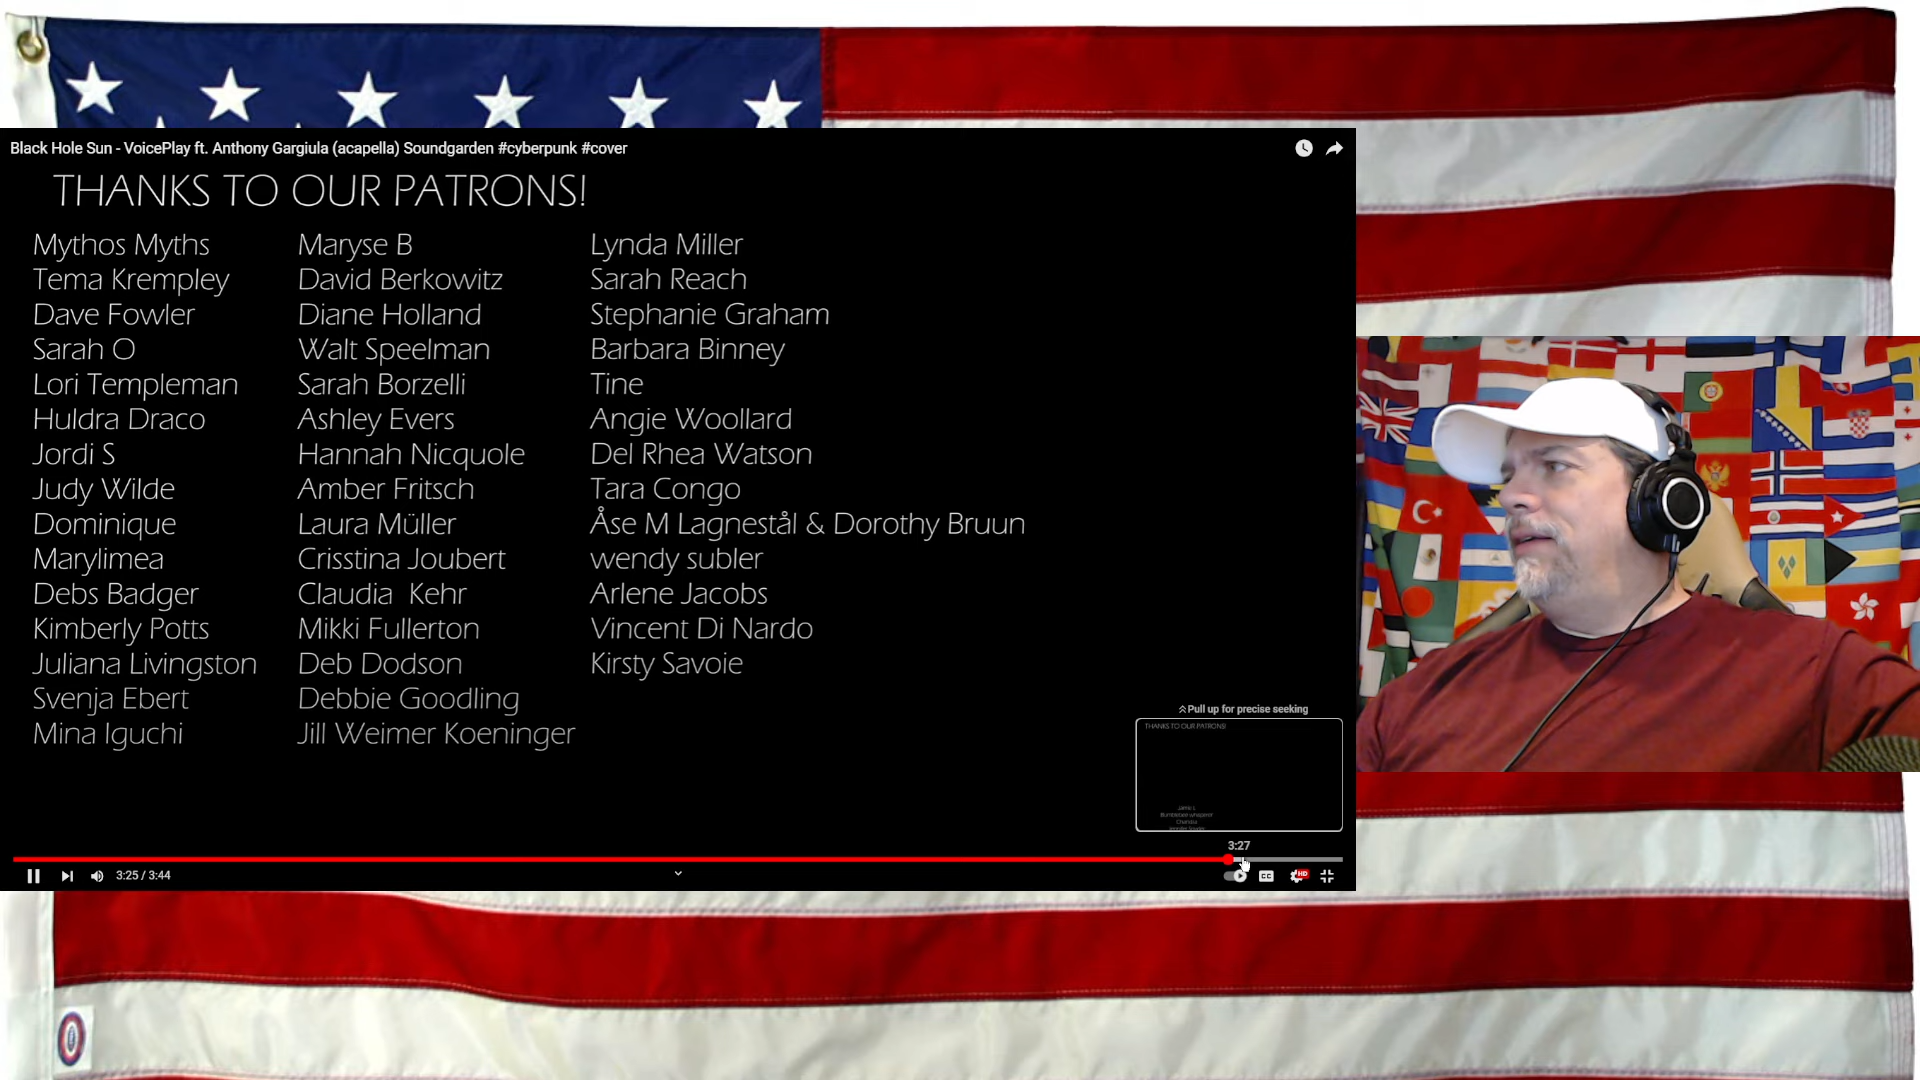 Black Hole Sun - VoicePlay ft. Anthony Gargiula (acapella) Soundgarden #cyberpunk #cover
THANKS TO OUR PATRONS!
Mythos Myths
Tema Krempley
Dave Fowler
Sarah O
Lori Templeman
Huldra Draco
Jordi S
Judy Wilde
Dominique
Marylimea
Debs Badger
Kimberly Potts
Juliana Livingston
Svenja Ebert
Mina Iguchi
Maryse B
David Berkowitz
Diane Holland
Walt Speelman
Sarah Borzelli
Ashley Evers
Hannah Nicquole
Amber Fritsch
Laura Müller
Crisstina Joubert
Claudia Kehr
Mikki Fullerton
Deb Dodson
Debbie Goodling
Jill Weimer Koeninger
Lynda Miller
Sarah Reach
Stephanie Graham
Barbara Binney
Tine
Angie Woollard
Del Rhea Watson
Tara Congo
Åse M Lagnestål & Dorothy Bruun
wendy subler
Arlene Jacobs
Vincent Di Nardo
Kirsty Savoie
Pull up for precise seeking
THANKS TO OUR PATRONS!
3:27
3:25 / 3:44
CC
HD